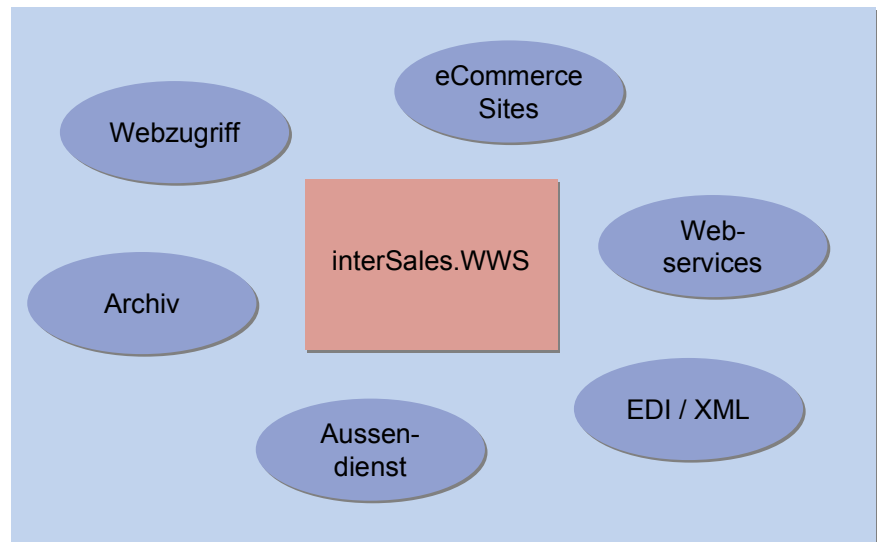 eCommerce
Sites
Webzugriff
Web-
services
interSales.WWS
Archiv
EDI / XML
Aussen-
dienst